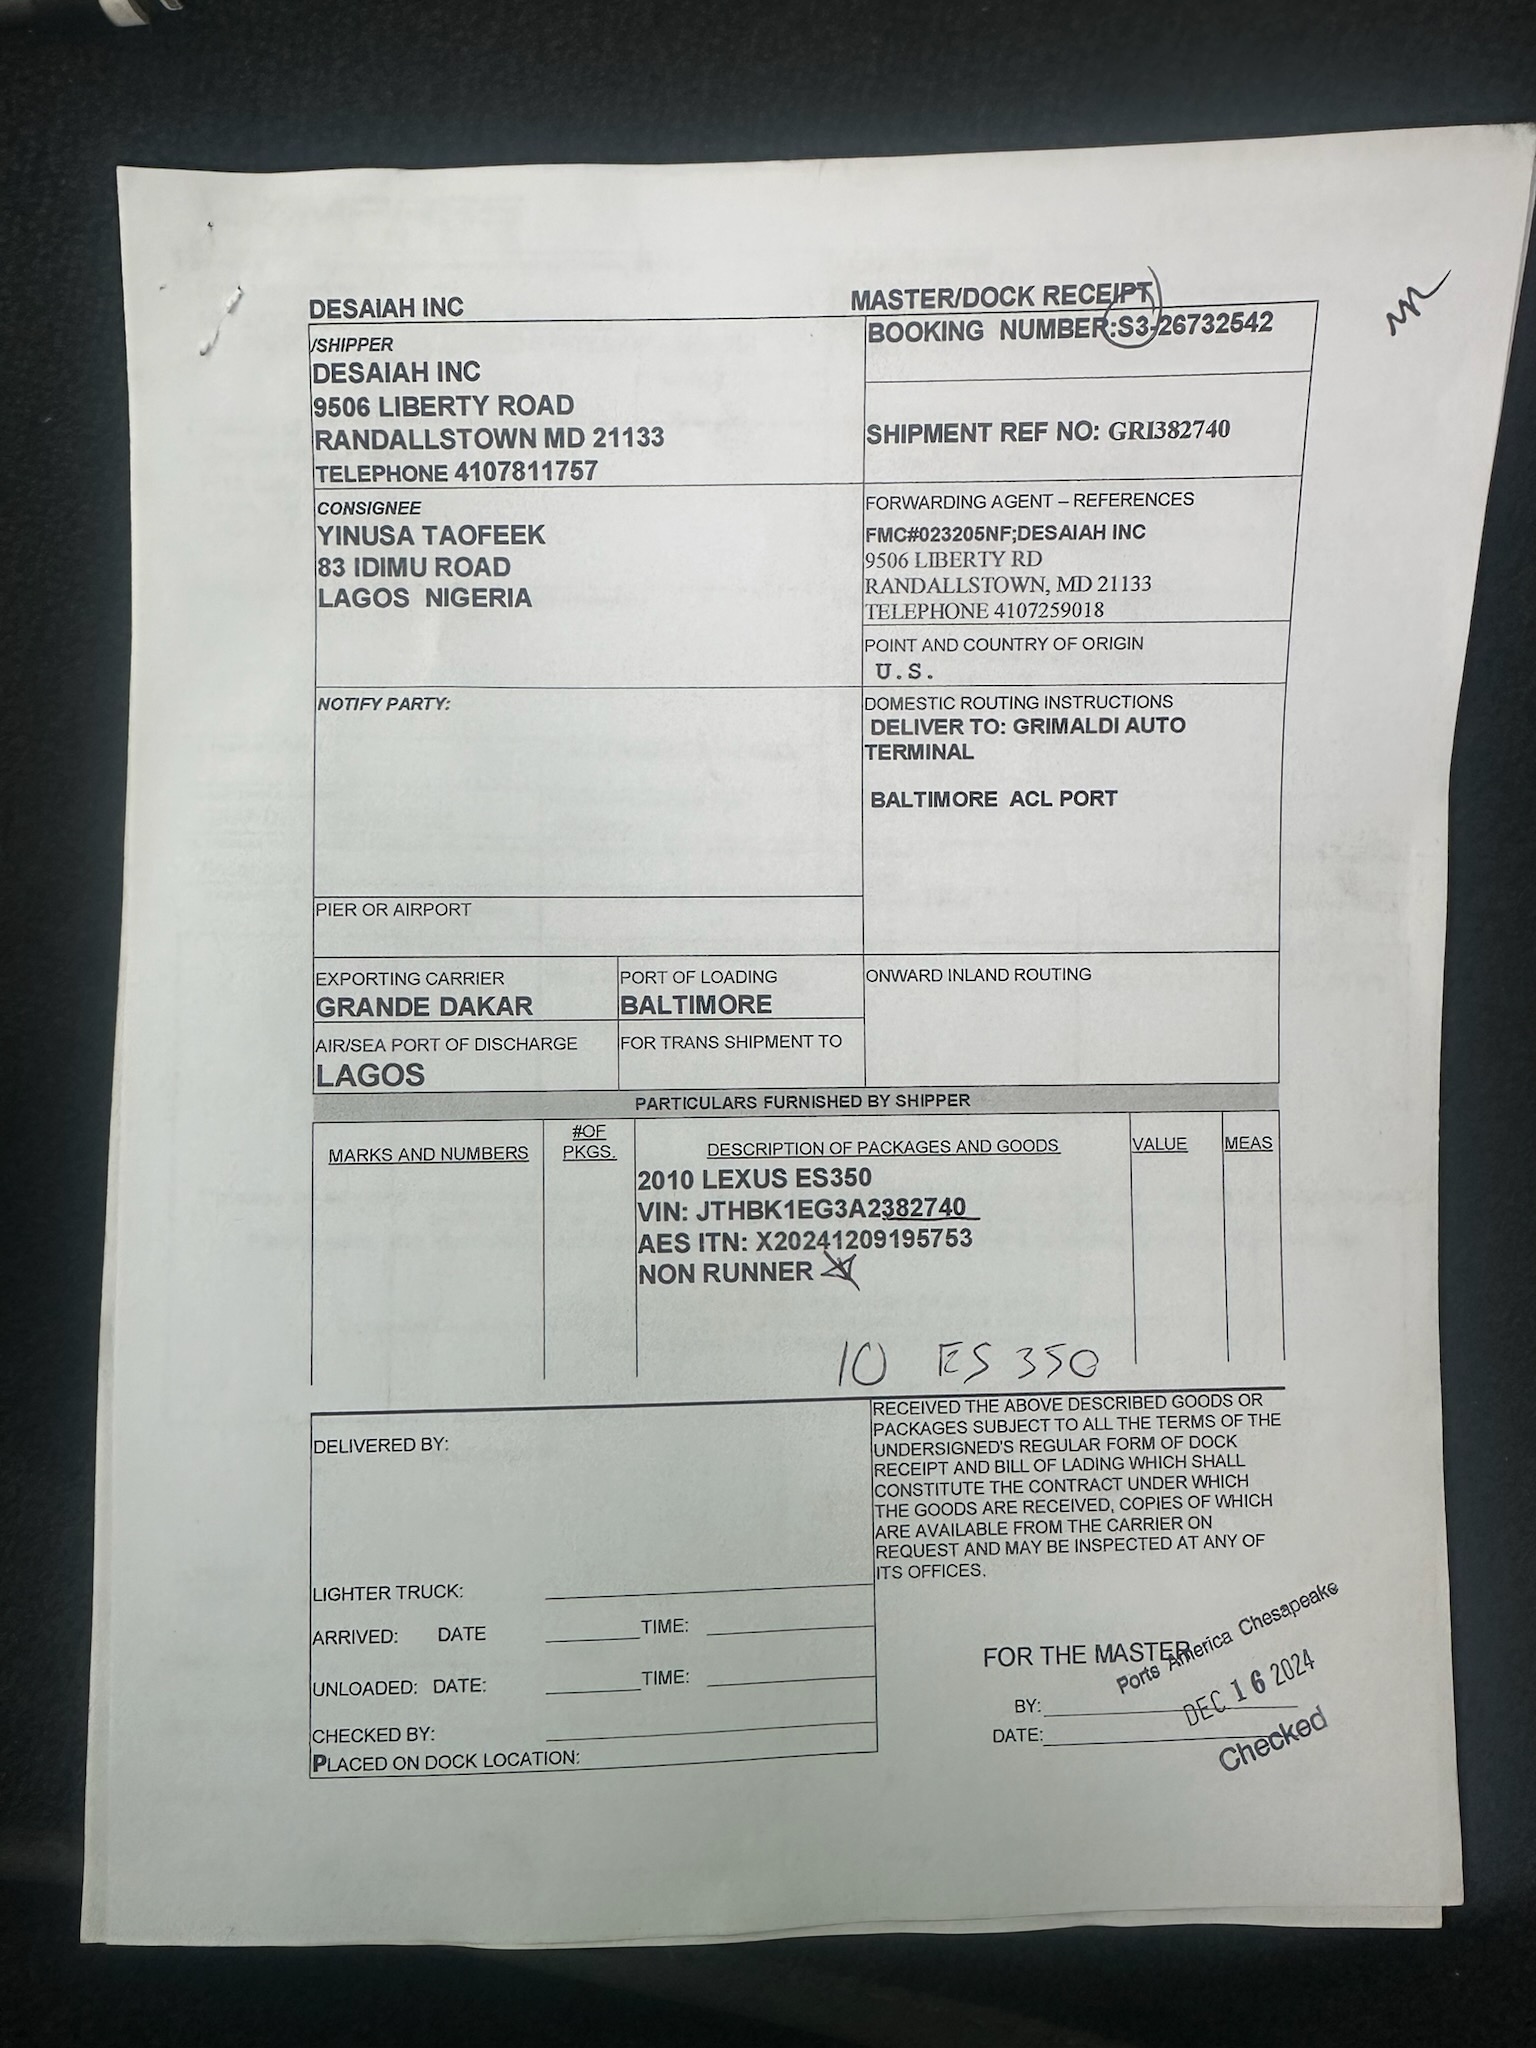 DESAIAH INC
MASTER/DOCK RECEIPT
/SHIPPER
DESAIAH INC
9506 LIBERTY ROAD
RANDALLSTOWN MD 21133
TELEPHONE 4107811757
BOOKING NUMBER:S3-26732542
SHIPMENT REF NO: GRI382740
CONSIGNEE
YINUSA TAOFEEK
83 IDIMU ROAD
LAGOS NIGERIA
FORWARDING AGENT – REFERENCES
FMC#023205NF;DESAIAH INC
9506 LIBERTY RD
RANDALLSTOWN, MD 21133
TELEPHONE 4107259018
POINT AND COUNTRY OF ORIGIN
U.S.
NOTIFY PARTY:
DOMESTIC ROUTING INSTRUCTIONS
DELIVER TO: GRIMALDI AUTO
TERMINAL
BALTIMORE ACL PORT
PIER OR AIRPORT
EXPORTING CARRIER
GRANDE DAKAR
PORT OF LOADING
BALTIMORE
ONWARD INLAND ROUTING
AIR/SEA PORT OF DISCHARGE
LAGOS
FOR TRANS SHIPMENT TO
PARTICULARS FURNISHED BY SHIPPER
MARKS AND NUMBERS
#OF
PKGS.
DESCRIPTION OF PACKAGES AND GOODS
VALUE
MEAS
2010 LEXUS ES350
VIN: JTHBK1EG3A2382740
AES ITN: X20241209195753
NON RUNNER
10 ES 350
DELIVERED BY:
RECEIVED THE ABOVE DESCRIBED GOODS OR
PACKAGES SUBJECT TO ALL THE TERMS OF THE
UNDERSIGNED'S REGULAR FORM OF DOCK
RECEIPT AND BILL OF LADING WHICH SHALL
CONSTITUTE THE CONTRACT UNDER WHICH
THE GOODS ARE RECEIVED, COPIES OF WHICH
ARE AVAILABLE FROM THE CARRIER ON
REQUEST AND MAY BE INSPECTED AT ANY OF
ITS OFFICES.
LIGHTER TRUCK:
ARRIVED: DATE TIME:
UNLOADED: DATE: TIME:
CHECKED BY:
PLACED ON DOCK LOCATION:
FOR THE MASTER
BY:
DATE:
Ports America Chesapeake
DEC 16 2024
Checked